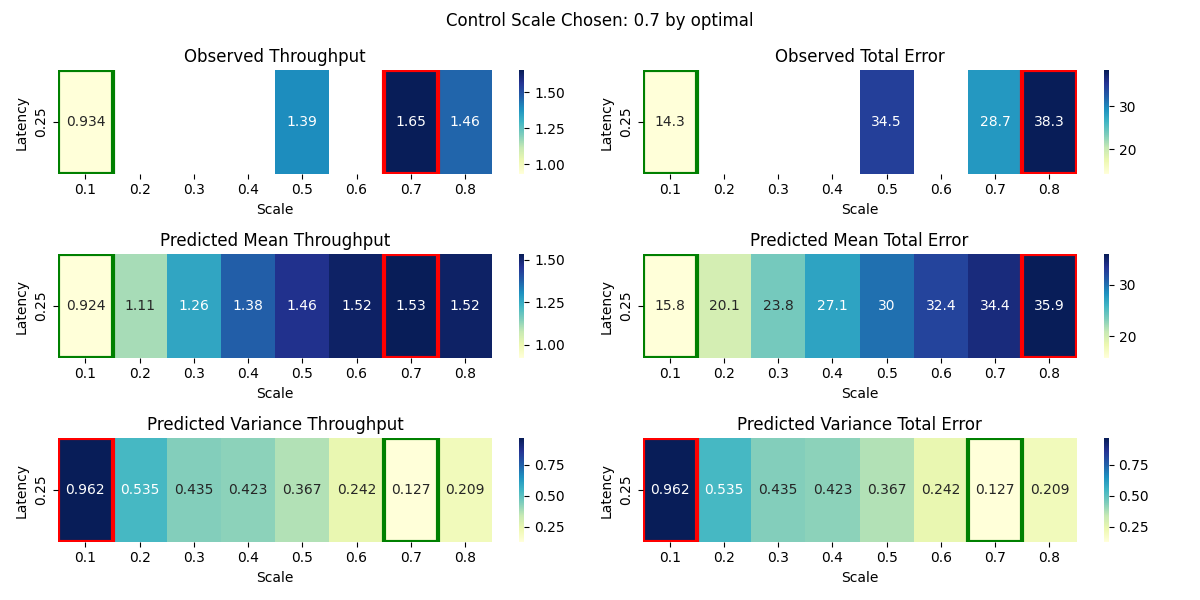 Control Scale Chosen: 0.7 by optimal
Observed Throughput
Latency
0.25
0.934 1.39 1.65 1.46
0.1 0.2 0.3 0.4 0.5 0.6 0.7 0.8
Scale
1.50
1.25
1.00
Observed Total Error
Latency
0.25
14.3 34.5 28.7 38.3
0.1 0.2 0.3 0.4 0.5 0.6 0.7 0.8
Scale
30
20
Predicted Mean Throughput
Latency
0.25
0.924 1.11 1.26 1.38 1.46 1.52 1.53 1.52
0.1 0.2 0.3 0.4 0.5 0.6 0.7 0.8
Scale
1.50
1.25
1.00
Predicted Mean Total Error
Latency
0.25
15.8 20.1 23.8 27.1 30 32.4 34.4 35.9
0.1 0.2 0.3 0.4 0.5 0.6 0.7 0.8
Scale
30
20
Predicted Variance Throughput
Latency
0.25
0.962 0.535 0.435 0.423 0.367 0.242 0.127 0.209
0.1 0.2 0.3 0.4 0.5 0.6 0.7 0.8
Scale
0.75
0.50
0.25
Predicted Variance Total Error
Latency
0.25
0.962 0.535 0.435 0.423 0.367 0.242 0.127 0.209
0.1 0.2 0.3 0.4 0.5 0.6 0.7 0.8
Scale
0.75
0.50
0.25